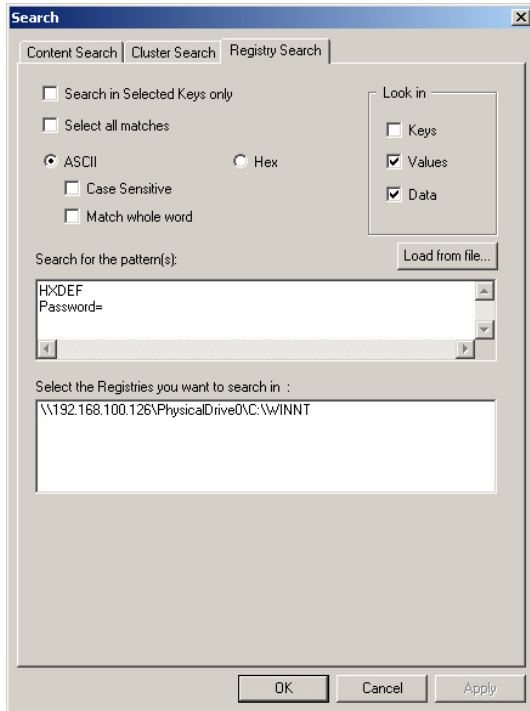 Search
Content Search Cluster Search Registry Search
Search in Selected Keys only
Select all matches
ASCII
Hex
Case Sensitive
Match whole word
Look in
Keys
Values
Data
Search for the pattern(s):
Load from file...
HXDEF
Password=
Select the Registries you want to search in :
\\192.168.100.126\PhysicalDrive0\C:\WINNT
OK Cancel Apply